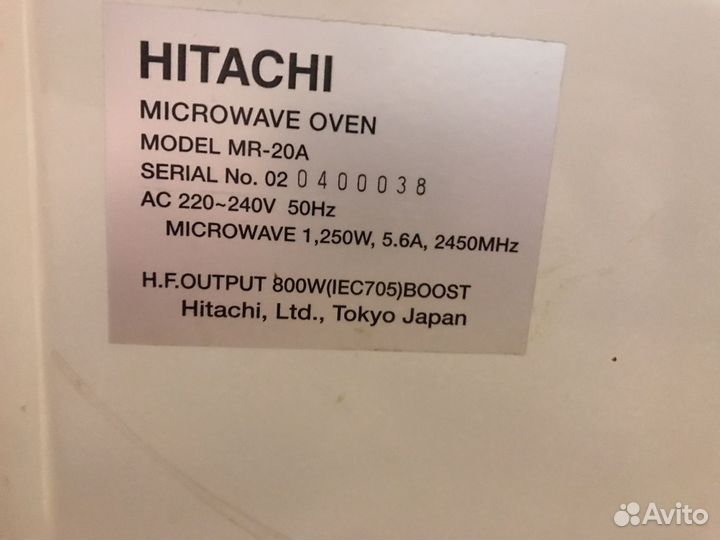 HITACHI
MICROWAVE OVEN
MODEL MR-20A
SERIAL No. 02 0400038
AC 220~240V 50Hz
MICROWAVE 1,250W, 5.6A, 2450MHz
H.F.OUTPUT 800W(IEC705)BOOST
Hitachi, Ltd., Tokyo Japan
Avito